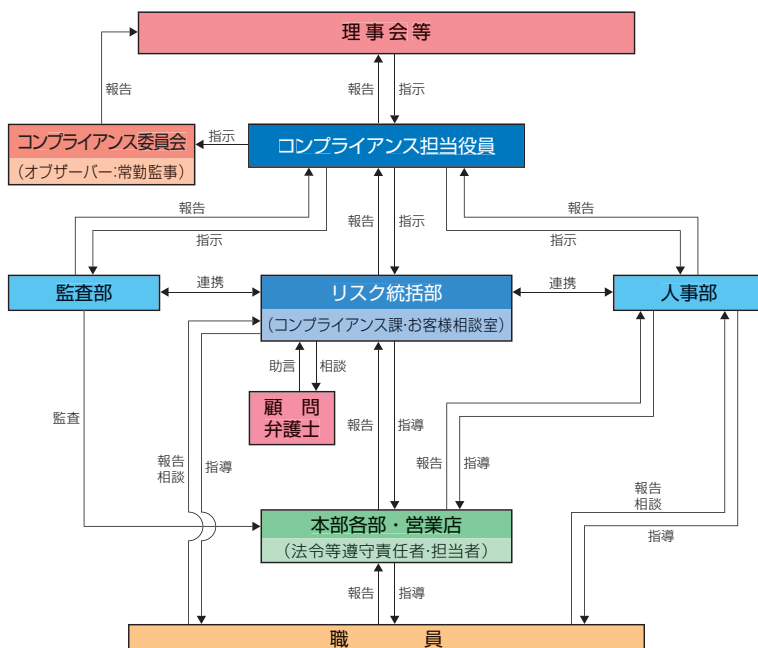 理事会等
報告
報告
指示
コンプライアンス委員会
(オブザーバー:常勤監事)
指示
コンプライアンス担当役員
報告
指示
報告
指示
報告
指示
監査部
連携
リスク統括部
(コンプライアンス課・お客様相談室)
連携
人事部
助言
相談
顧問
弁護士
監査
報告
指導
報告
相談
指導
報告
指導
本部各部・営業店
(法令等遵守責任者・担当者)
報告
相談
指導
報告
指導
職員